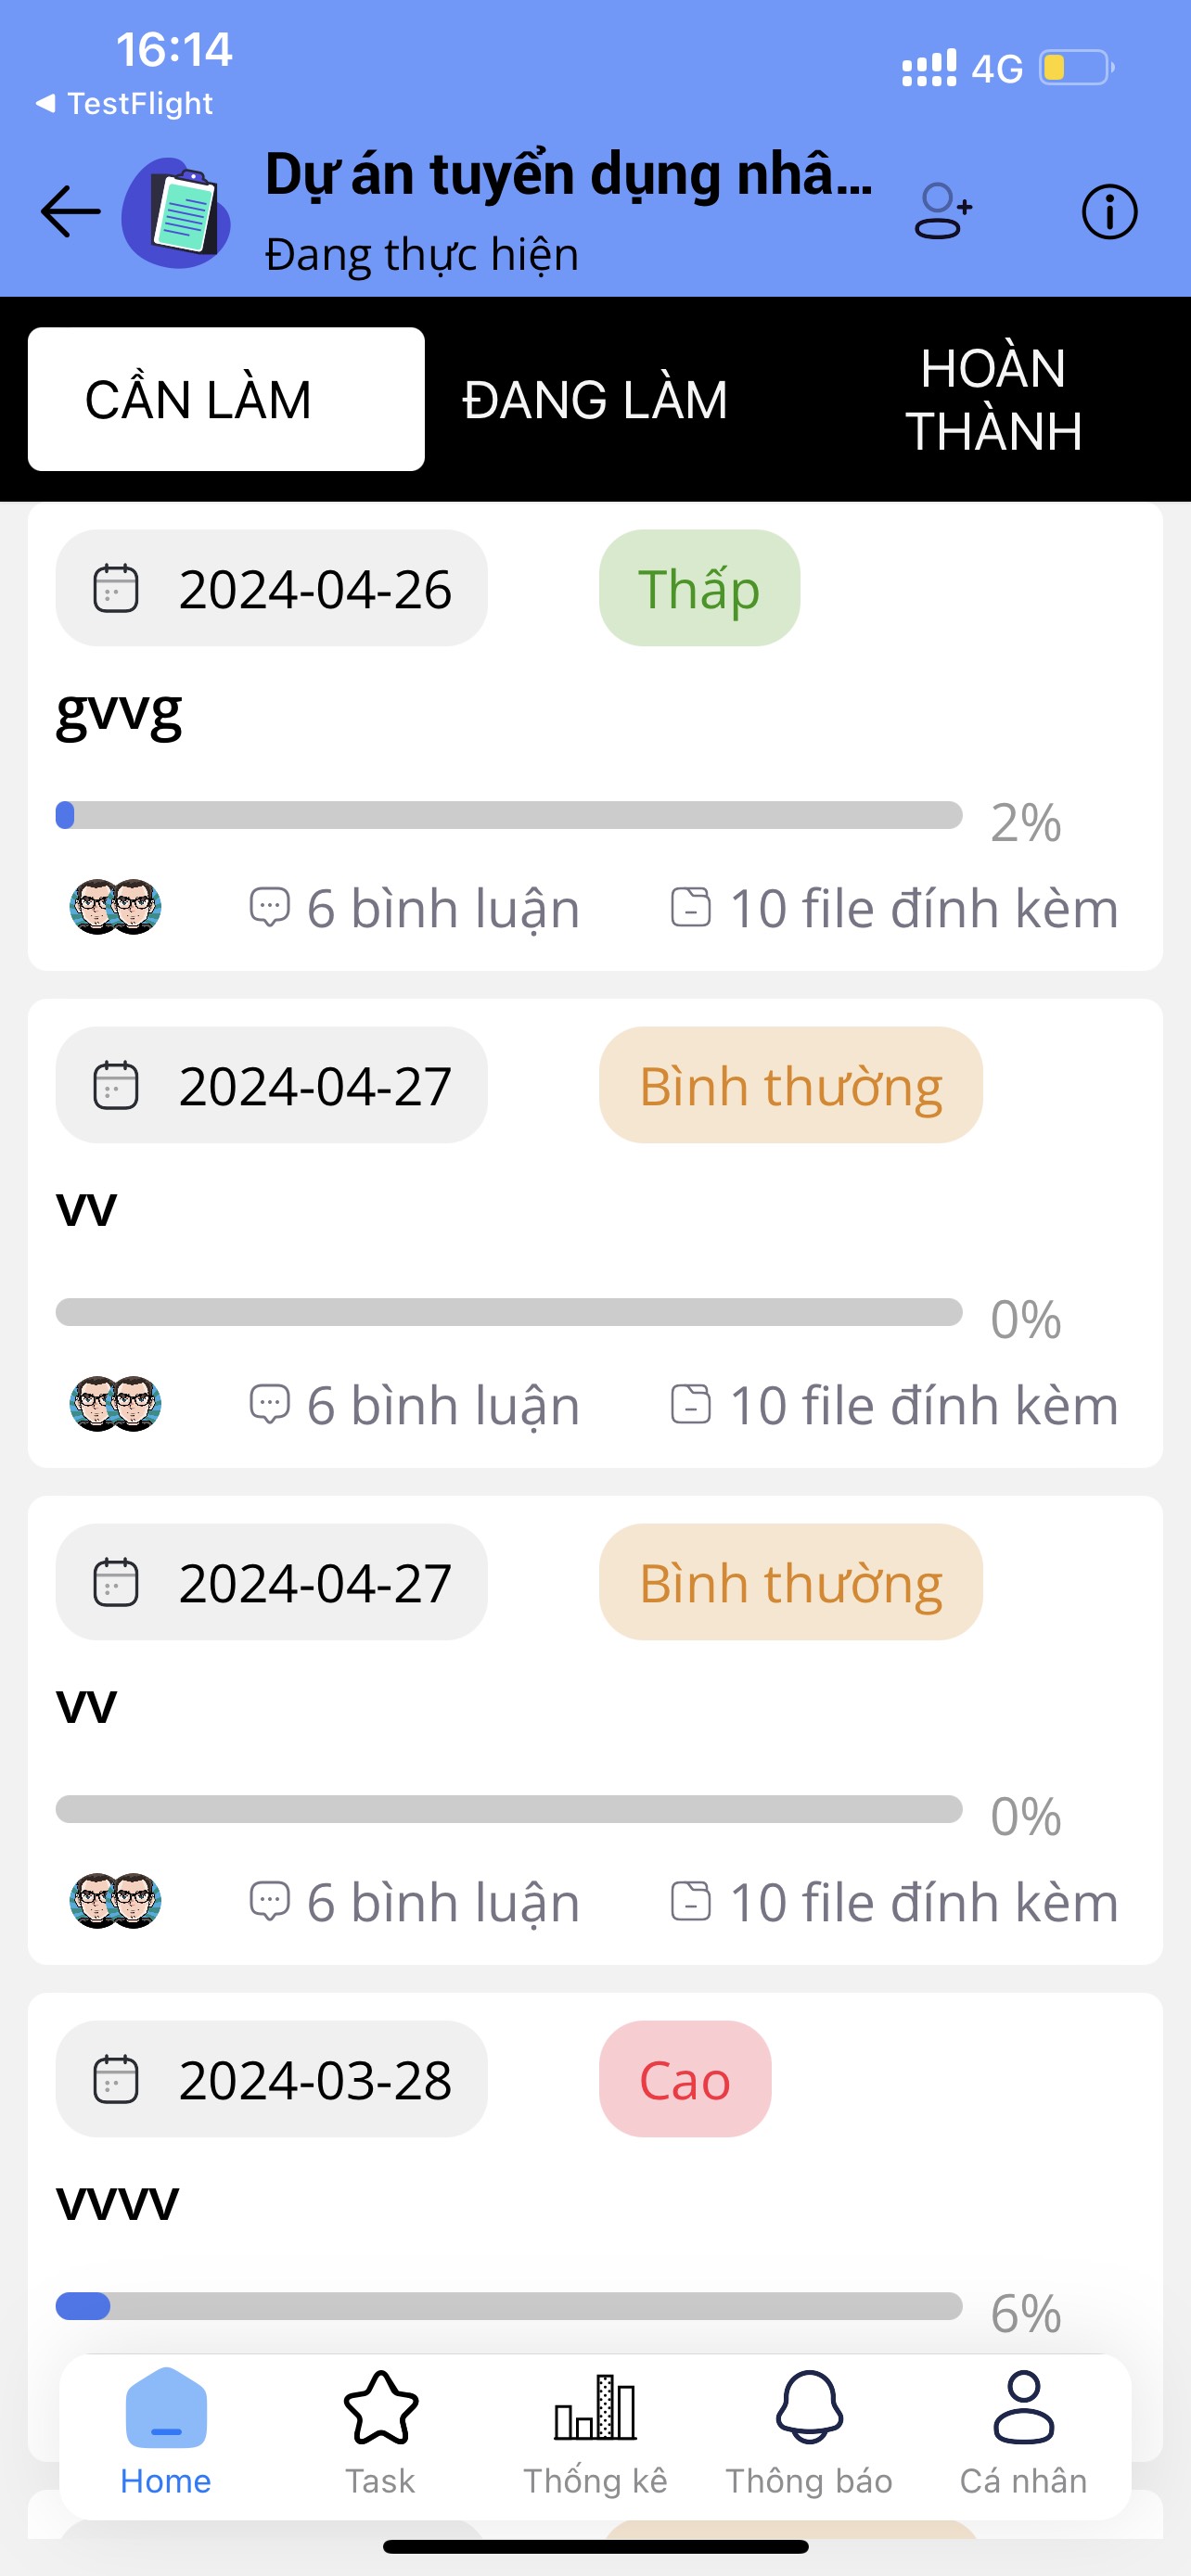 16:14
4G
TestFlight
Dự án tuyển dụng nhâ...
Đang thực hiện
CẦN LÀM
ĐANG LÀM
HOÀN
THÀNH
2024-04-26
Thấp
gvvg
2%
6 bình luận
10 file đính kèm
2024-04-27
Bình thường
vv
0%
6 bình luận
10 file đính kèm
2024-04-27
Bình thường
vv
0%
6 bình luận
10 file đính kèm
2024-03-28
Cao
vvvv
6%
Home
Task
Thống kê
Thông báo
Cá nhân